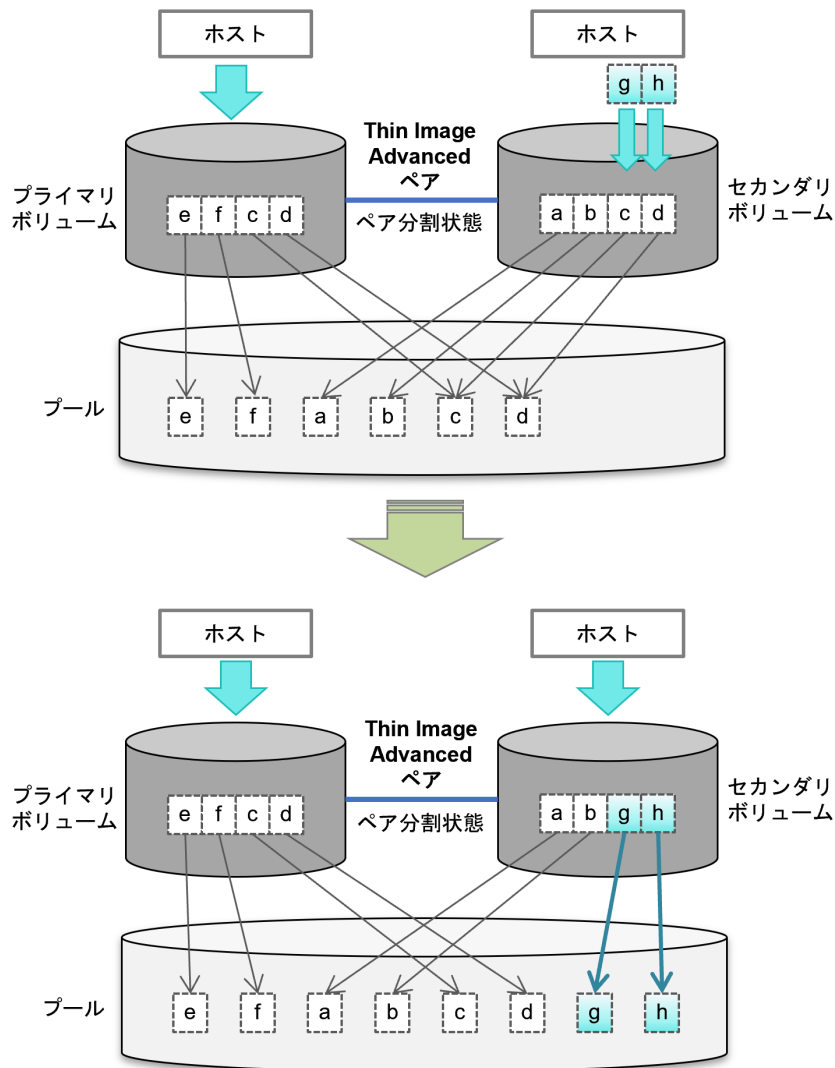 ホスト
ホスト
g h
Thin Image
Advanced
ペア
プライマリ
ボリューム
e f c d
ペア分割状態
a b c d
セカンダリ
ボリューム
プール
e f a b c d
ホスト
ホスト
Thin Image
Advanced
ペア
プライマリ
ボリューム
e f c d
ペア分割状態
a b g h
セカンダリ
ボリューム
プール
e f a b c d g h